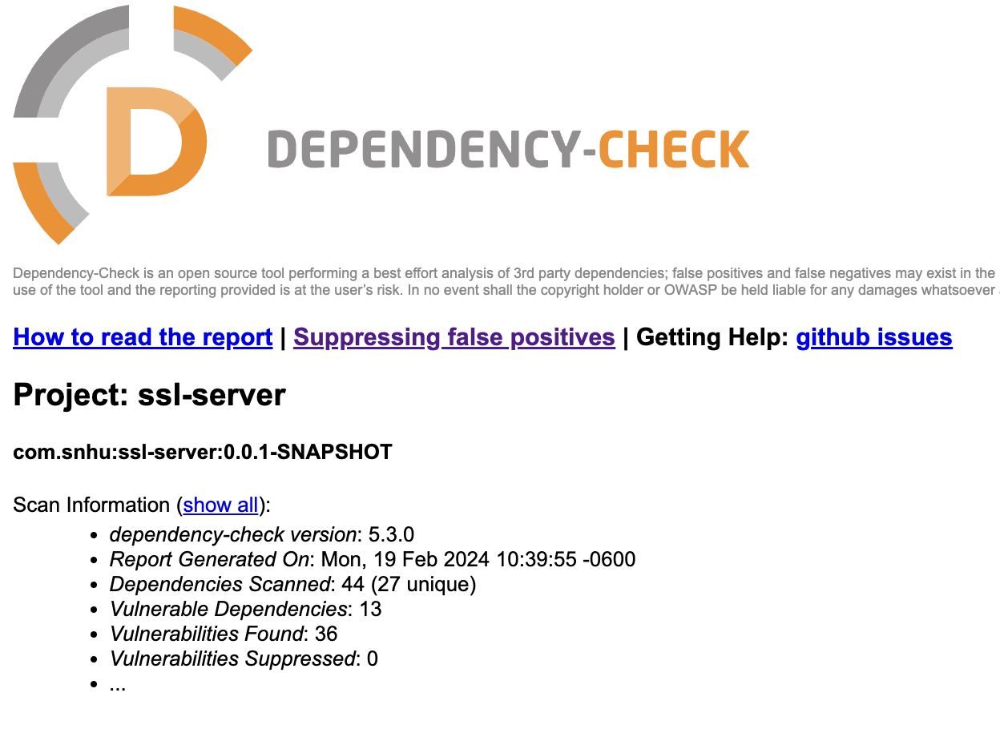 D
DEPENDENCY-CHECK
Dependency-Check is an open source tool performing a best effort analysis of 3rd party dependencies; false positives and false negatives may exist in the
use of the tool and the reporting provided is at the user’s risk. In no event shall the copyright holder or OWASP be held liable for any damages whatsoever
How to read the report | Suppressing false positives | Getting Help: github issues
Project: ssl-server
com.snhu:ssl-server:0.0.1-SNAPSHOT
Scan Information (show all):
• dependency-check version: 5.3.0
• Report Generated On: Mon, 19 Feb 2024 10:39:55 -0600
• Dependencies Scanned: 44 (27 unique)
• Vulnerable Dependencies: 13
• Vulnerabilities Found: 36
• Vulnerabilities Suppressed: 0
• ...